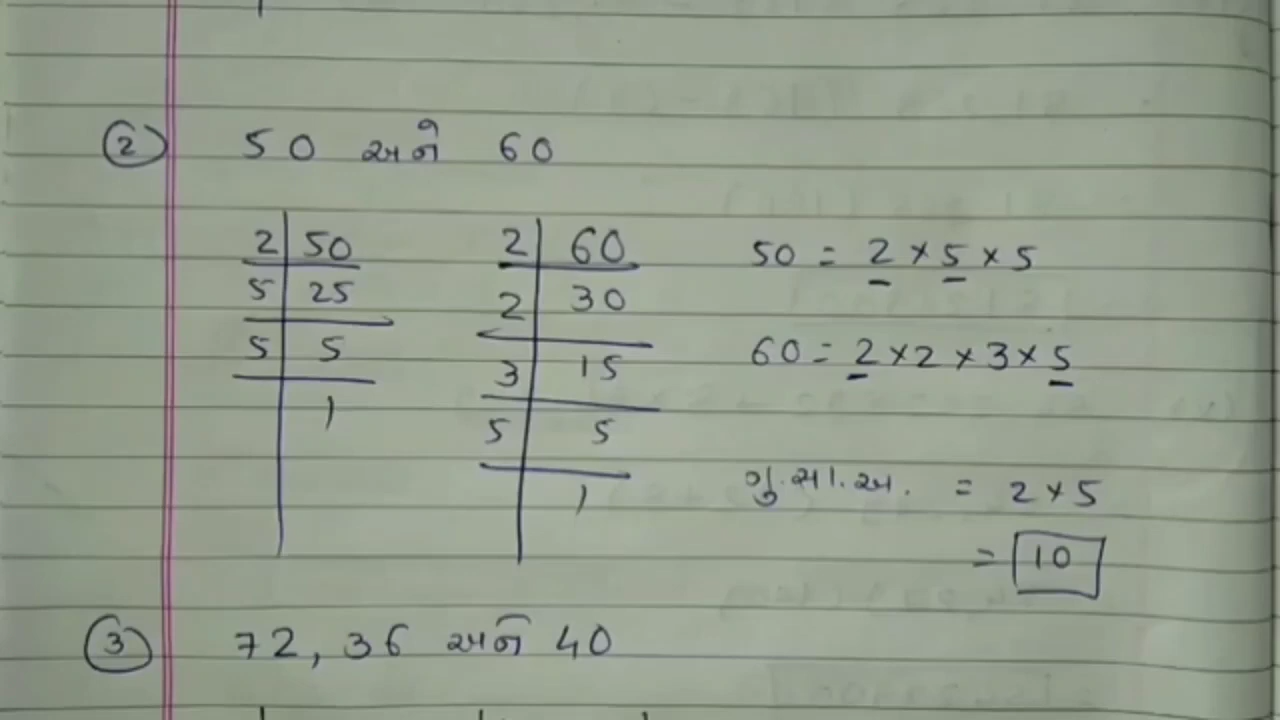 ② 50 અને 60
2 | 50
5 | 25
5 | 5
1
2 | 60
2 | 30
3 | 15
5 | 5
1
50 = 2 × 5 × 5
60 = 2 × 2 × 3 × 5
ગુ.સા.અ. = 2 × 5
= 10
③ 72, 36 અને 40